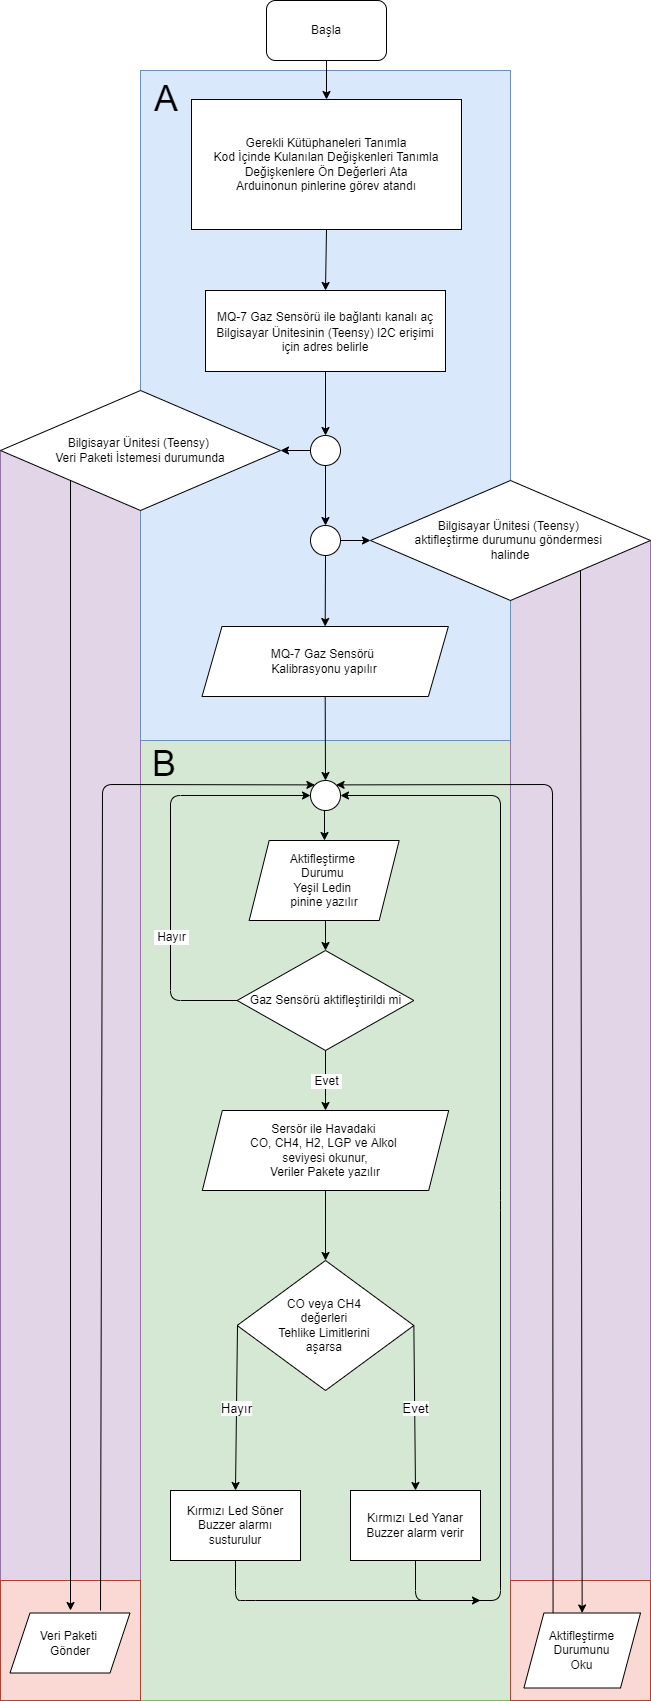 Başla
A
Gerekli Kütüphaneleri Tanımla
Kod İçinde Kulanılan Değişkenleri Tanımla
Değişkenlere Ön Değerleri Ata
Arduinonun pinlerine görev atandı
MQ-7 Gaz Sensörü ile bağlantı kanalı aç
Bilgisayar Ünitesinin (Teensy) I2C erişimi
için adres belirle
Bilgisayar Ünitesi (Teensy)
Veri Paketi İstemesi durumunda
Bilgisayar Ünitesi (Teensy)
aktifleştirme durumunu göndermesi
halinde
MQ-7 Gaz Sensörü
Kalibrasyonu yapılır
B
Aktifleştirme
Durumu
Yeşil Ledin
pinine yazılır
Hayır
Gaz Sensörü aktifleştirildi mi
Evet
Sersör ile Havadaki
CO, CH4, H2, LGP ve Alkol
seviyesi okunur,
Veriler Pakete yazılır
CO veya CH4
değerleri
Tehlike Limitlerini
aşarsa
Hayır
Evet
Kırmızı Led Söner
Buzzer alarmı
susturulur
Kırmızı Led Yanar
Buzzer alarm verir
Veri Paketi
Gönder
Aktifleştirme
Durumunu
Oku